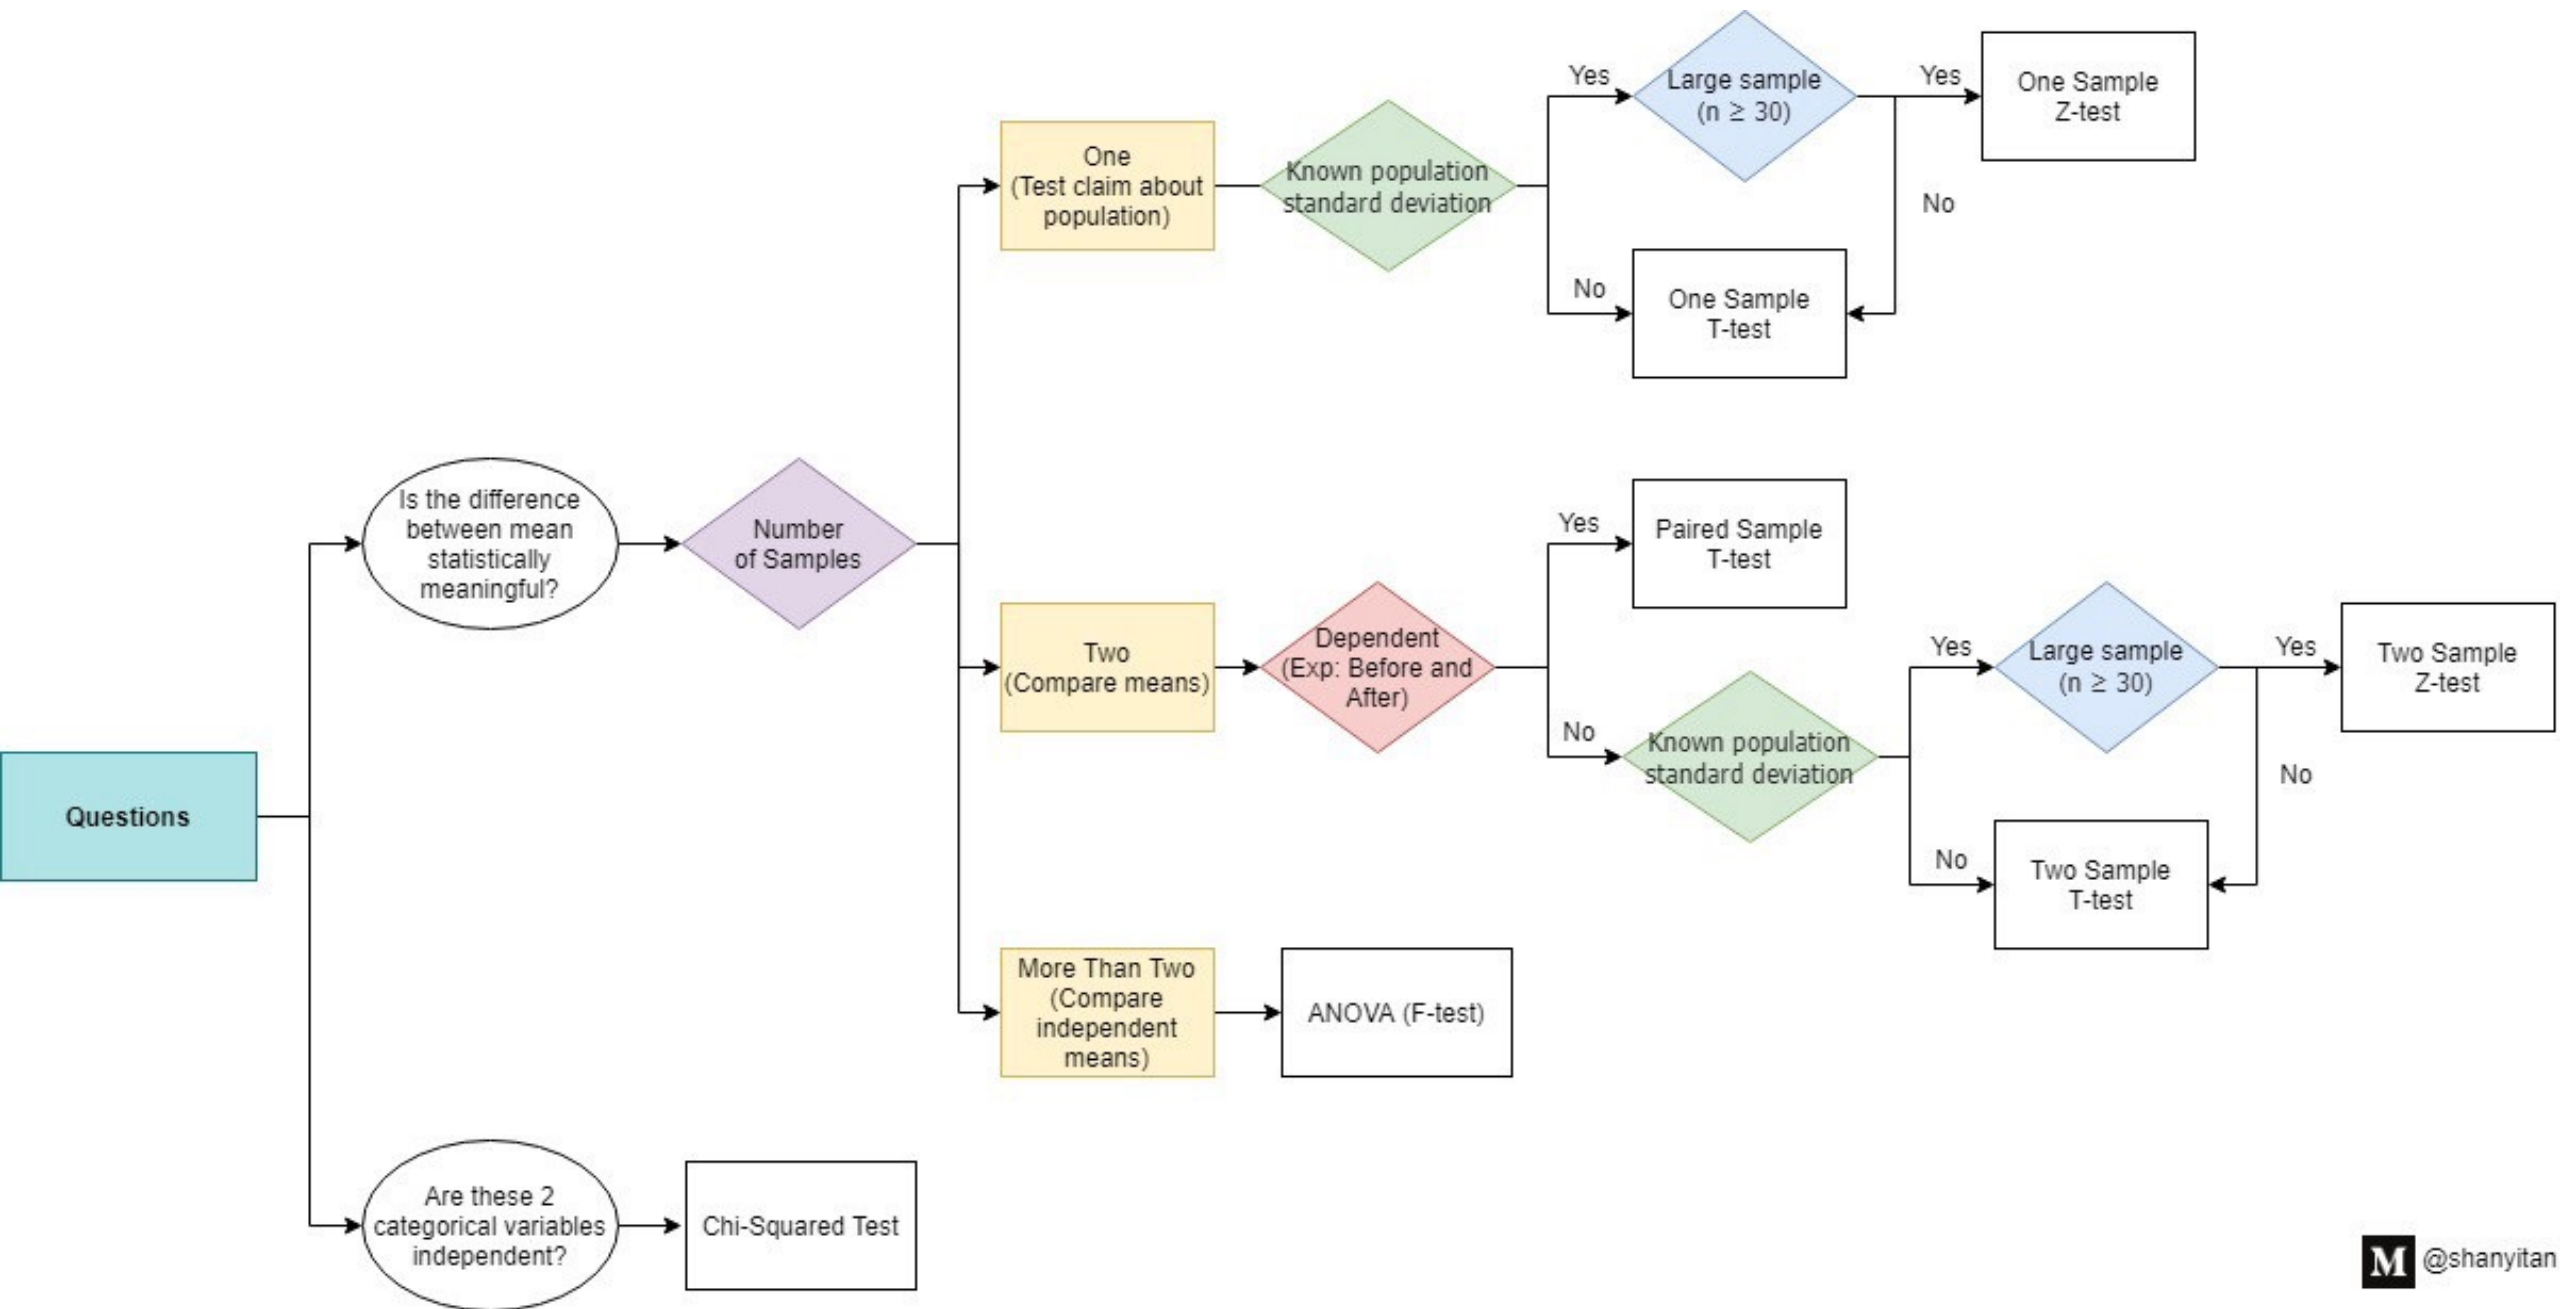 Questions
Is the difference
between mean
statistically
meaningful?
Number
of Samples
One
(Test claim about
population)
Known population
standard deviation
Yes
Large sample
(n ≥ 30)
Yes
One Sample
Z-test
No
No
One Sample
T-test
Two
(Compare means)
Dependent
(Exp: Before and
After)
Yes
Paired Sample
T-test
No
Known population
standard deviation
Yes
Large sample
(n ≥ 30)
Yes
Two Sample
Z-test
No
No
Two Sample
T-test
More Than Two
(Compare
independent
means)
ANOVA (F-test)
Are these 2
categorical variables
independent?
Chi-Squared Test
M @shanyitan